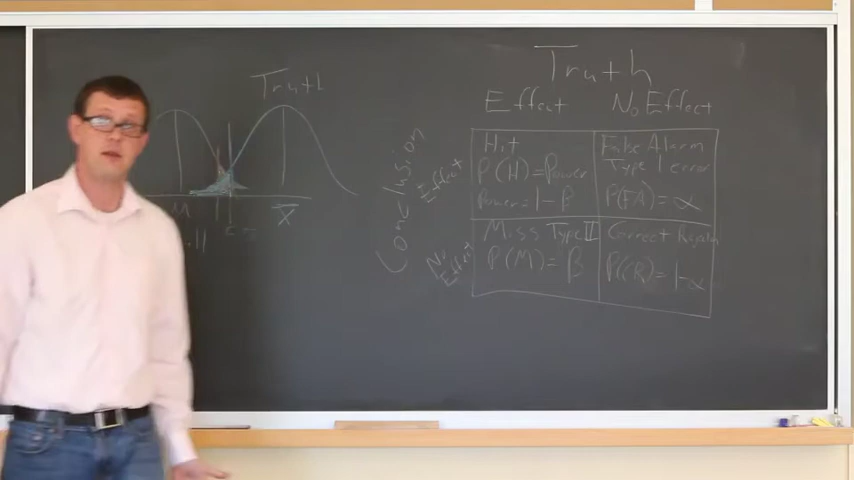 Truth
M
X̄
Truth
Effect No Effect
Conclusion
Effect
No Effect
Hit
P(H)=Power
Power=1-β
False Alarm
Type 1 error
P(FA)=α
Miss Type II
P(M)=β
Correct
P(CR)=1-α